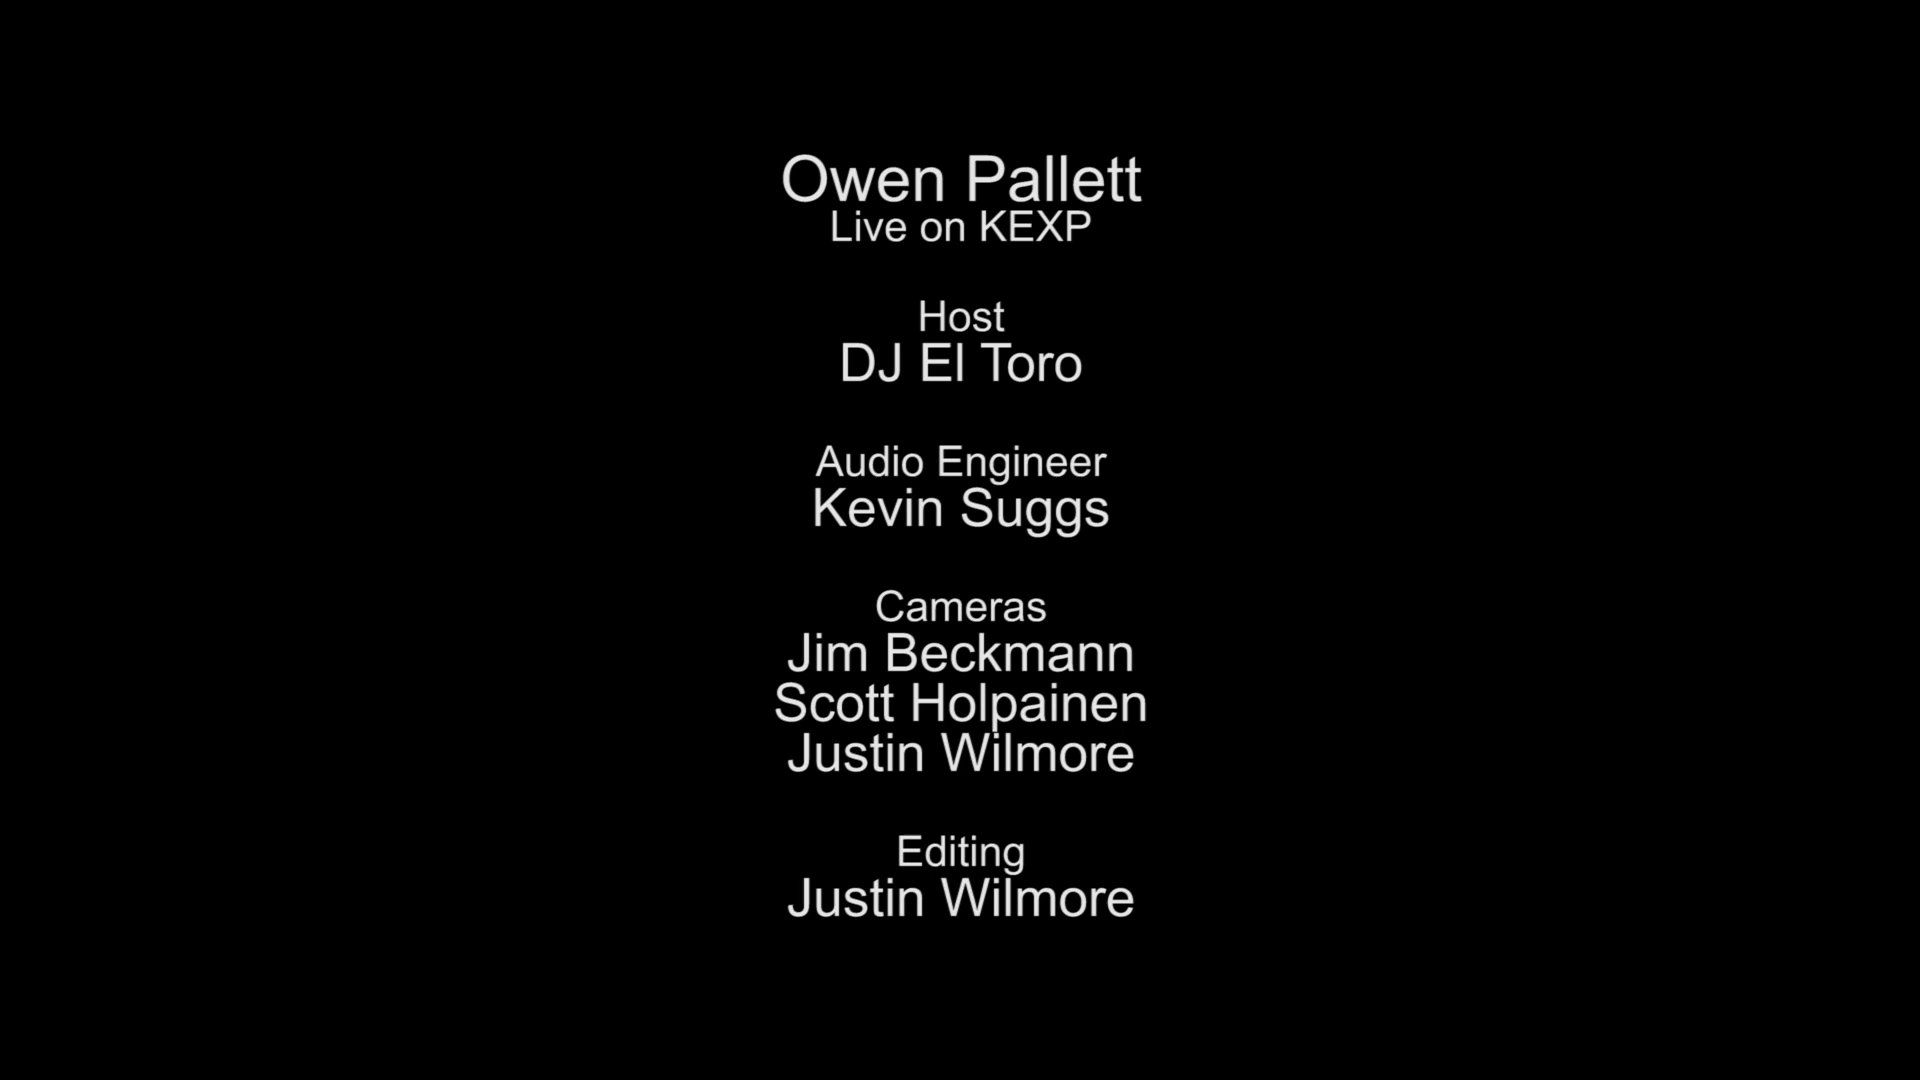 Owen Pallett
Live on KEXP
Host
DJ El Toro
Audio Engineer
Kevin Suggs
Cameras
Jim Beckmann
Scott Holpainen
Justin Wilmore
Editing
Justin Wilmore